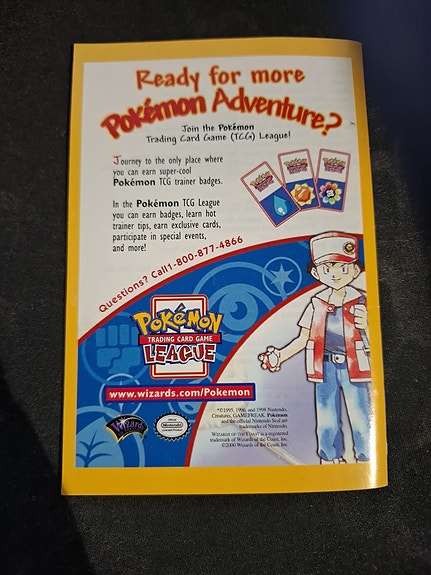 Ready for more
Pokémon Adventure?
Join the Pokémon
Trading Card Game (TCG) League!
Journey to the only place where
you can earn super-cool
Pokémon TCG trainer badges.
In the Pokémon TCG League
you can earn badges, learn hot
trainer tips, earn exclusive cards,
participate in special events,
and more!
Questions? Call1-800-877-4866
Pokémon
TRADING CARD GAME
LEAGUE
www.wizards.com/Pokemon
Wizards
Nintendo
*©1995, 1996, and 1998 Nintendo,
Creatures, GAMEFREAK. Pokémon
and the official Nintendo Seal are
trademarks of Nintendo.
WIZARDS OF THE COAST is a registered
trademark of Wizards of the Coast, Inc.
©2000 Wizards of the Coast, Inc.